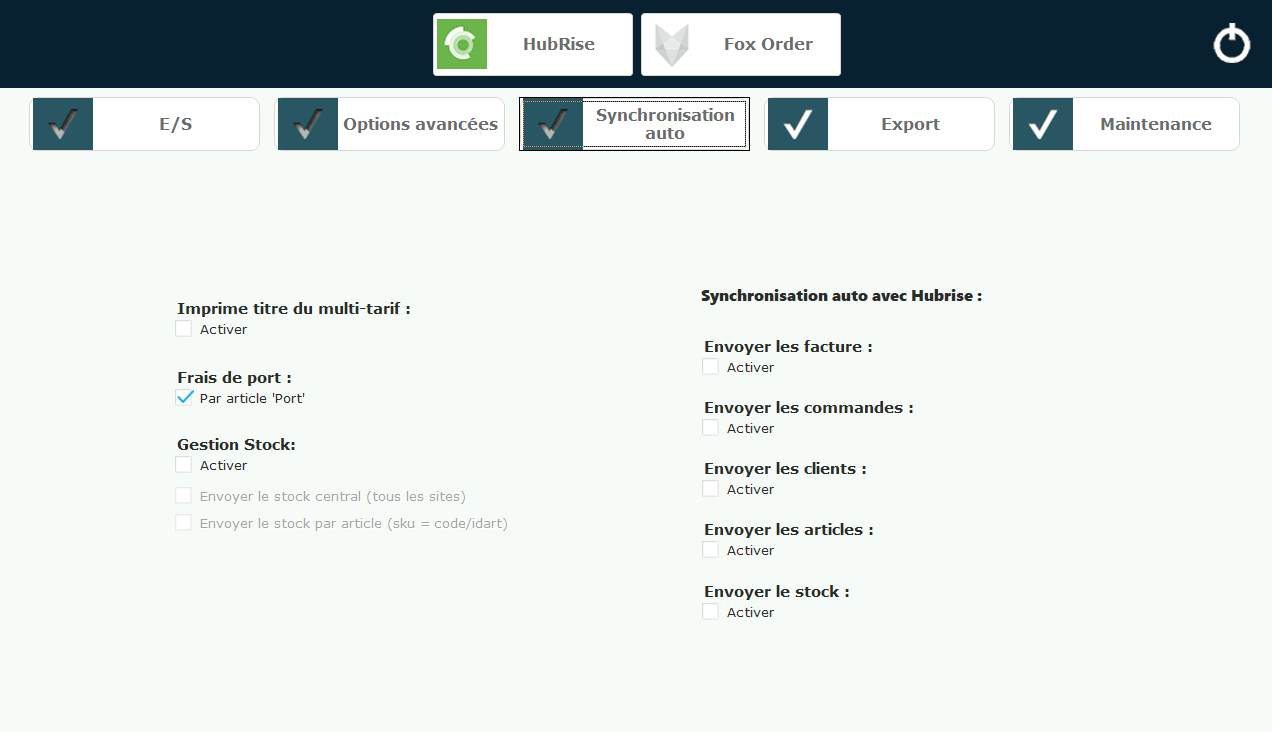 HubRise
Fox Order
E/S
Options avancées
Synchronisation
auto
Export
Maintenance
Imprime titre du multi-tarif :
Activer
Frais de port :
Par article 'Port'
Gestion Stock:
Activer
Envoyer le stock central (tous les sites)
Envoyer le stock par article (sku = code/idart)
Synchronisation auto avec Hubrise :
Envoyer les facture :
Activer
Envoyer les commandes :
Activer
Envoyer les clients :
Activer
Envoyer les articles :
Activer
Envoyer le stock :
Activer